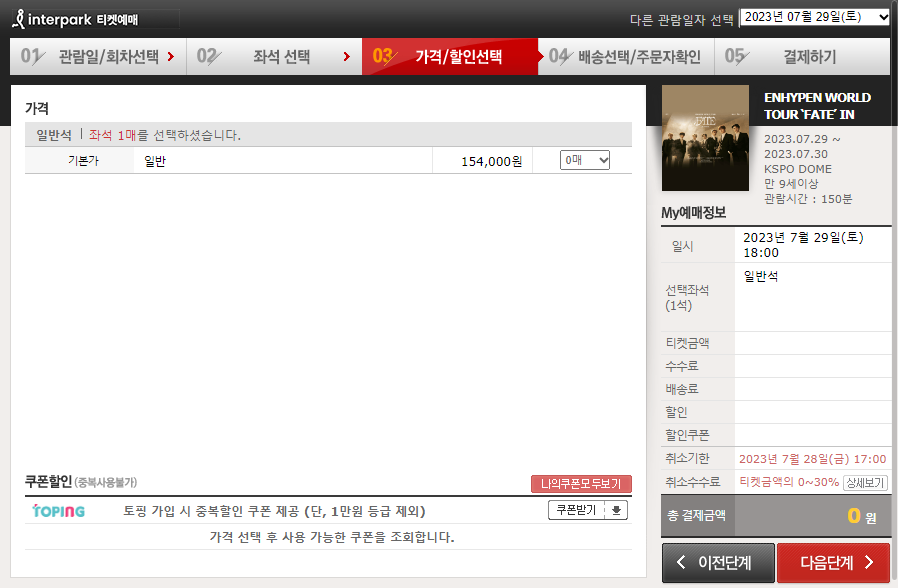 interpark 티켓예매
다른 관람일자 선택 2023년 07월 29일(토)
01 관람일/회차선택
02 좌석 선택
03 가격/할인선택
04 배송선택/주문자확인
05 결제하기
가격
일반석 | 좌석 1매를 선택하셨습니다.
기본가 일반 154,000원 0매
쿠폰할인(중복사용불가) 나의쿠폰모두보기
TOPING 토핑 가입 시 중복할인 쿠폰 제공 (단, 1만원 등급 제외) 쿠폰받기
가격 선택 후 사용 가능한 쿠폰을 조회합니다.
FATE
ENHYPEN WORLD
TOUR 'FATE' IN
2023.07.29 ~
2023.07.30
KSPO DOME
만 9세이상
관람시간 : 150분
My예매정보
일시 2023년 7월 29일(토)
18:00
선택좌석
(1석)
일반석
티켓금액
수수료
배송료
할인
할인쿠폰
취소기한 2023년 7월 28일(금) 17:00
취소수수료 티켓금액의 0~30% 상세보기
총 결제금액 0 원
이전단계 다음단계